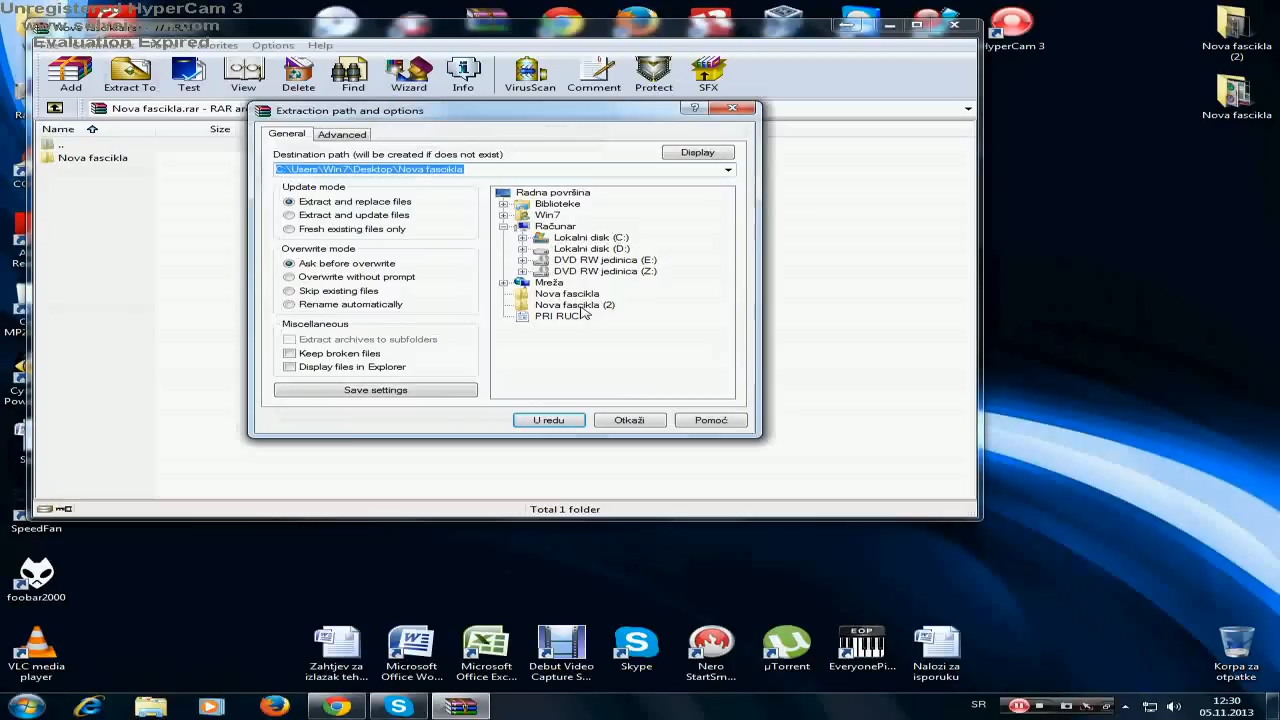 Unregistered HyperCam 3
Evaluation Expired
Favorites Options Help
Add
Extract To
Test
View
Delete
Find
Wizard
Info
VirusScan
Comment
Protect
SFX
Nova fascikla.rar - RAR ar
Name
Size
..
Nova fascikla
Extraction path and options
General
Advanced
Destination path (will be created if does not exist)
Display
C:\Users\Win7\Desktop\Nova fascikla
Update mode
Extract and replace files
Extract and update files
Fresh existing files only
Overwrite mode
Ask before overwrite
Overwrite without prompt
Skip existing files
Rename automatically
Miscellaneous
Extract archives to subfolders
Keep broken files
Display files in Explorer
Save settings
Radna površina
Biblioteke
Win7
Računar
Lokalni disk (C:)
Lokalni disk (D:)
DVD RW jedinica (E:)
DVD RW jedinica (Z:)
Mreža
Nova fascikla
Nova fascikla (2)
PRI RUC
U redu
Otkaži
Pomoć
Total 1 folder
HyperCam 3
Nova fascikla
(2)
Nova fascikla
SpeedFan
foobar2000
VLC media
player
Zahtjev za
izlazak teh...
Microsoft
Office Wo...
Microsoft
Office Exc...
Debut Video
Capture S...
Skype
Nero
StartSm...
µTorrent
EOP
EveryonePi...
Nalozi za
isporuku
Korpa za
otpatke
SR
12:30
05.11.2013